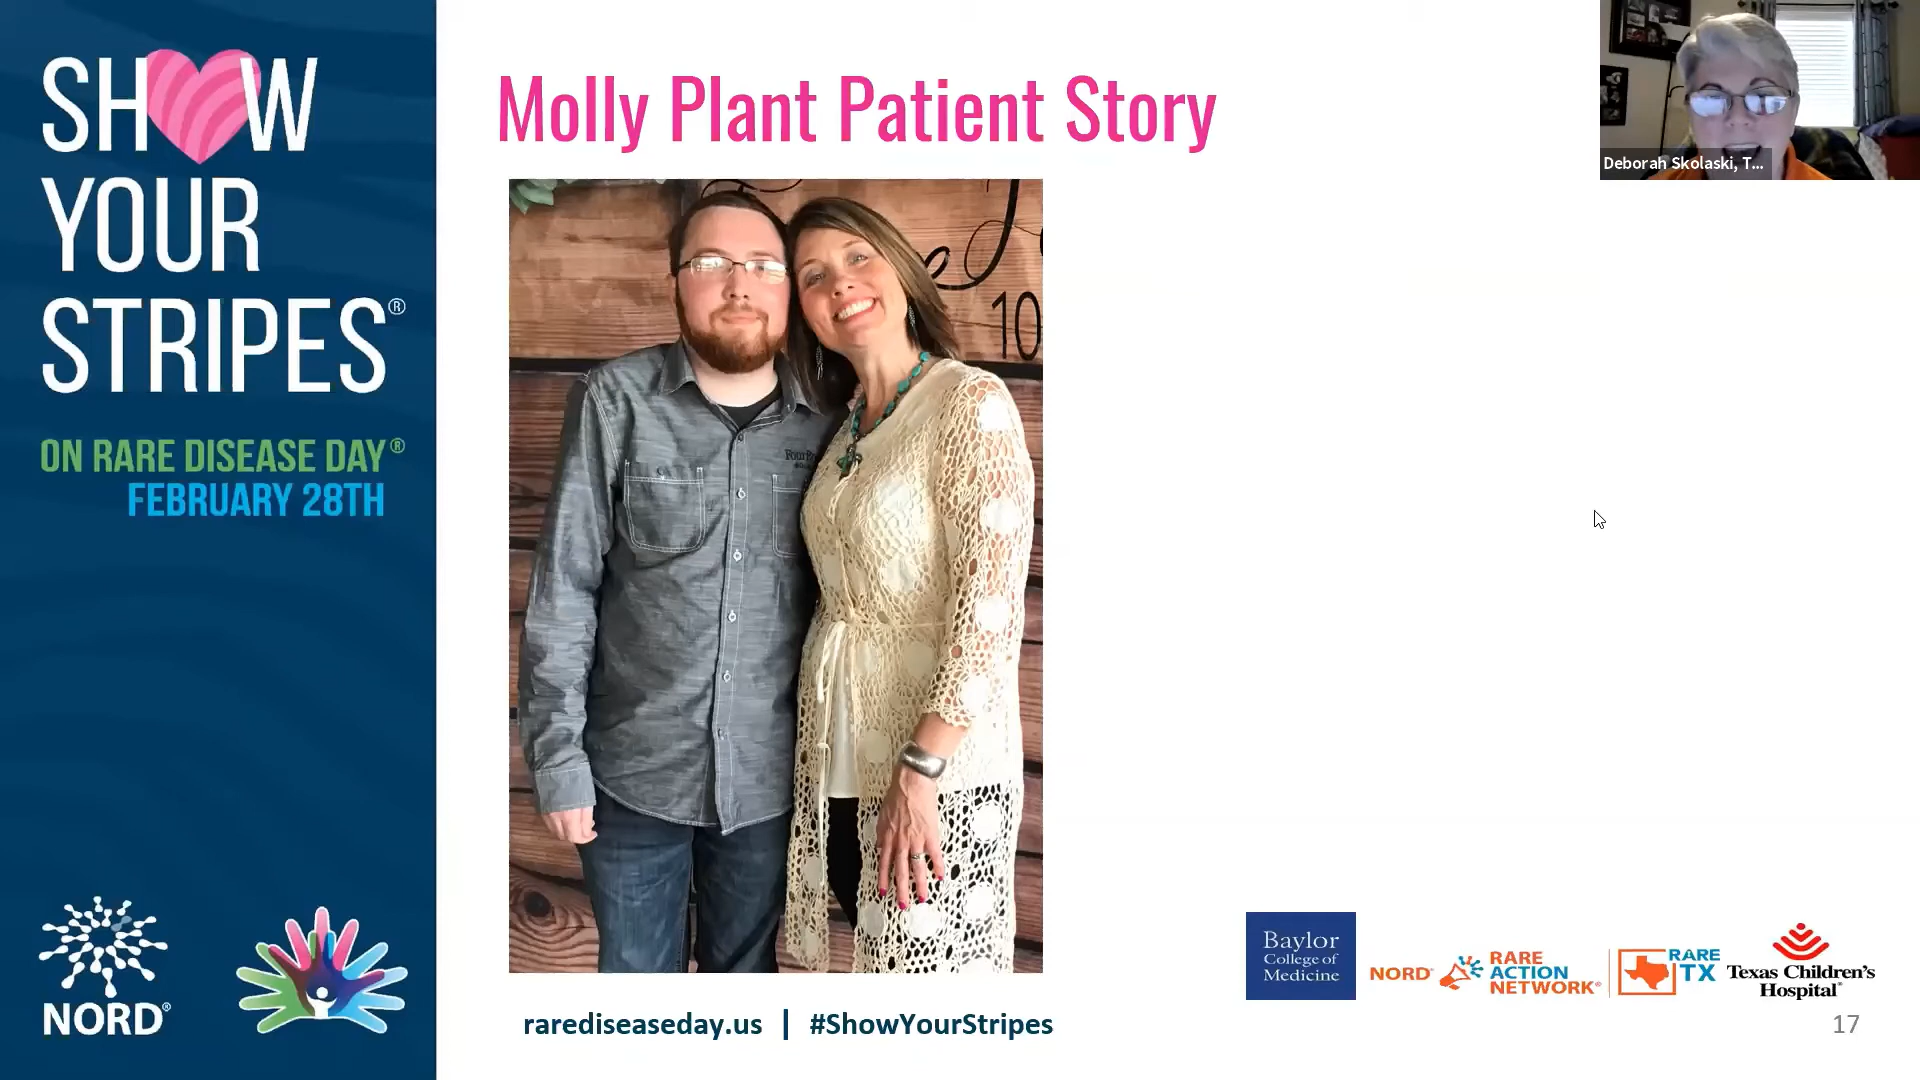 SHOW
YOUR
STRIPES®
ON RARE DISEASE DAY®
FEBRUARY 28TH
NORD®
Molly Plant Patient Story
10
Deborah Skolaski, T...
Baylor
College of
Medicine
NORD®
RARE
ACTION
NETWORK®
RARE
TX
Texas Children's
Hospital®
rarediseaseday.us | #ShowYourStripes
17